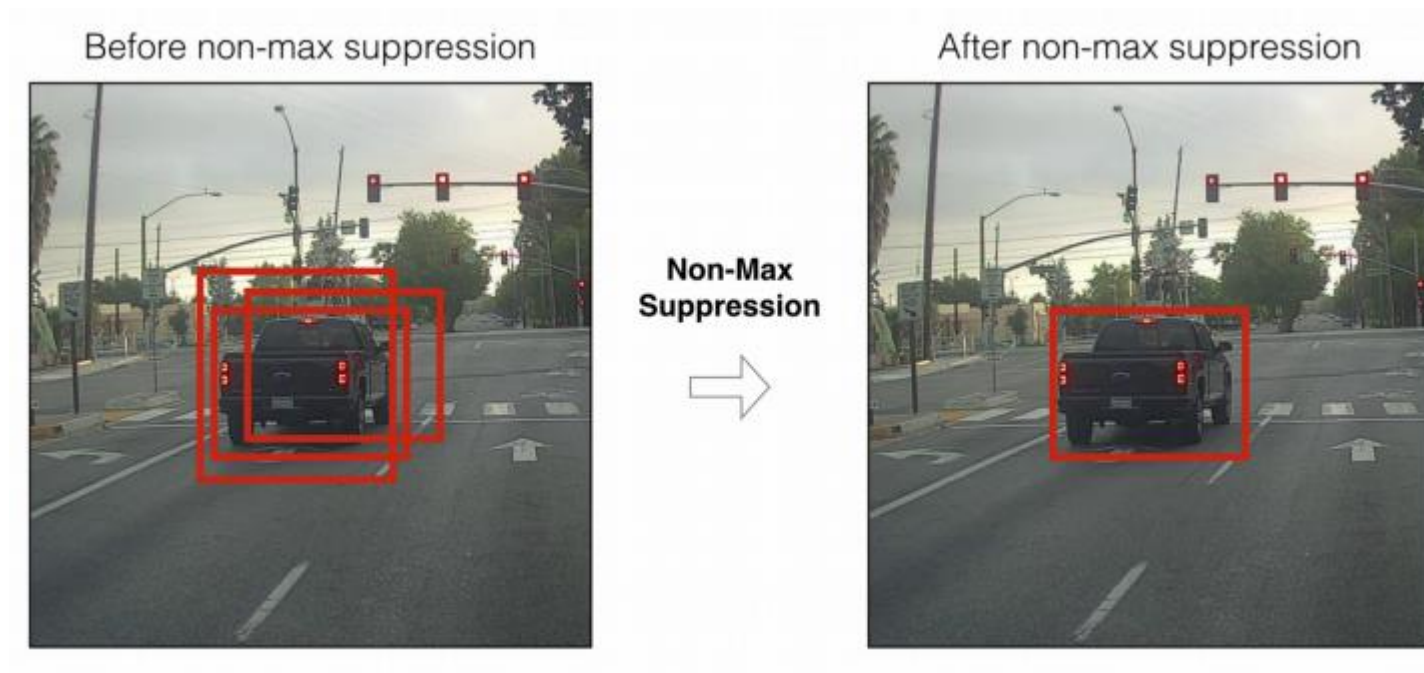 Before non-max suppression
After non-max suppression
Non-Max
Suppression